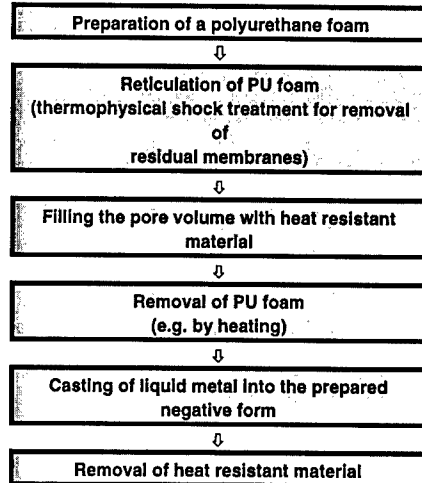 Preparation of a polyurethane foam
⇩
Reticulation of PU foam
(thermophysical shock treatment for removal
of
residual membranes)
⇩
Filling the pore volume with heat resistant
material
⇩
Removal of PU foam
(e.g. by heating)
⇩
Casting of liquid metal into the prepared
negative form
⇩
Removal of heat resistant material